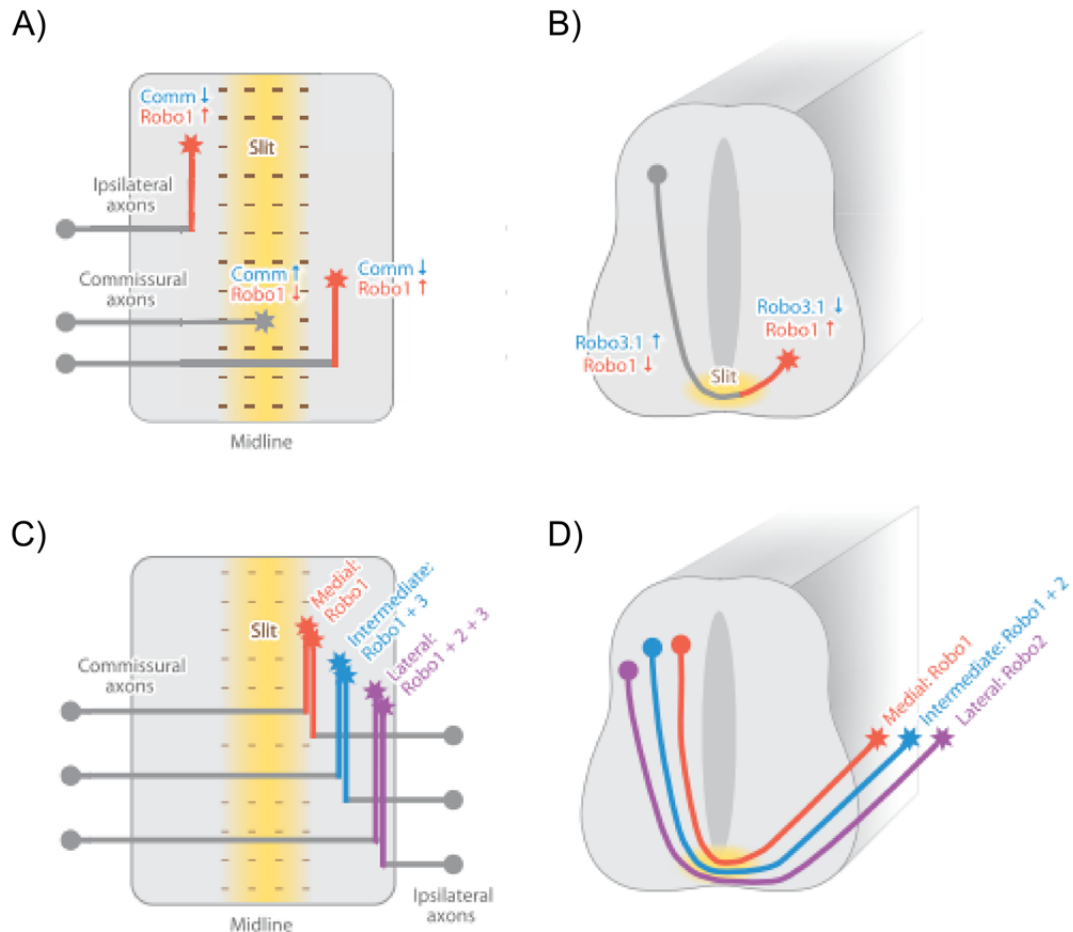 A)
Comm ↓
Robo1 ↑
Slit
Ipsilateral
axons
Commissural
axons
Comm ↑
Robo1 ↓
Comm ↓
Robo1 ↑
Midline
B)
Robo3.1 ↑
Robo1 ↓
Slit
Robo3.1 ↓
Robo1 ↑
C)
Slit
Medial:
Robo1
Intermediate:
Robo1 + 3
Lateral:
Robo1 + 2 + 3
Commissural
axons
Ipsilateral
axons
Midline
D)
Medial: Robo1
Intermediate: Robo1 + 2
Lateral: Robo2